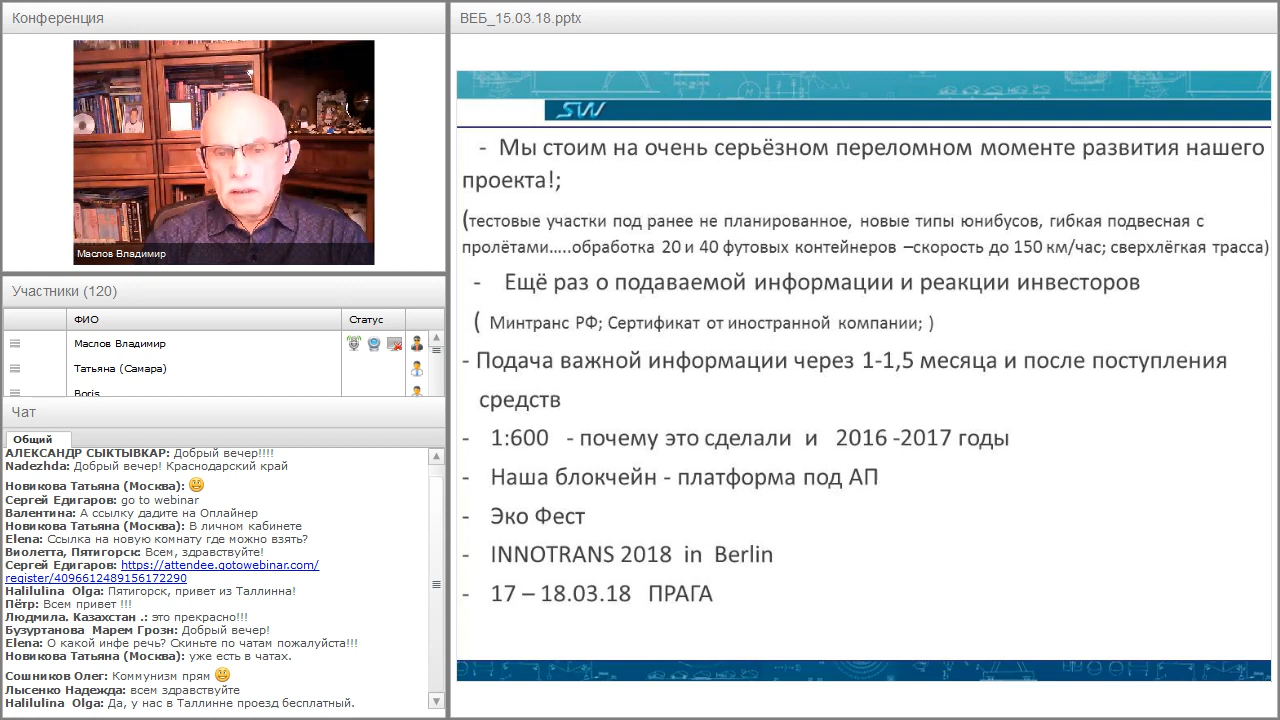 Конференция
Маслов Владимир
Участники (120)
ФИО
Статус
Маслов Владимир
Татьяна (Самара)
Boris
Чат
Общий
АЛЕКСАНДР СЫКТЫВКАР: Добрый вечер!!!!
Nadezhda: Добрый вечер! Краснодарский край
Новикова Татьяна (Москва):
Сергей Едигаров: go to webinar
Валентина: А ссылку дадите на Оплайнер
Новикова Татьяна (Москва): В личном кабинете
Elena: Ссылка на новую комнату где можно взять?
Виолетта, Пятигорск: Всем, здравствуйте!
Сергей Едигаров: https://attendee.gotowebinar.com/
register/4096612489156172290
Halilulina Olga: Пятигорск, привет из Таллинна!
Пётр: Всем привет !!!
Людмила. Казахстан .: это прекрасно!!!
Бузуртанова Марем Грозн: Добрый вечер!
Elena: О какой инфе речь? Скиньте по чатам пожалуйста!!!
Новикова Татьяна (Москва): уже есть в чатах.
Сошников Олег: Коммунизм прям
Лысенко Надежда: всем здравствуйте
Halilulina Olga: Да, у нас в Таллинне проезд бесплатный.
ВЕБ_15.03.18.pptx
SW
- Мы стоим на очень серьёзном переломном моменте развития нашего
проекта!;
(тестовые участки под ранее не планированное, новые типы юнибусов, гибкая подвесная с
пролётами…..обработка 20 и 40 футовых контейнеров –скорость до 150 км/час; сверхлёгкая трасса)
- Ещё раз о подаваемой информации и реакции инвесторов
( Минтранс РФ; Сертификат от иностранной компании; )
- Подача важной информации через 1-1,5 месяца и после поступления
средств
- 1:600 - почему это сделали и 2016 -2017 годы
- Наша блокчейн - платформа под АП
- Эко Фест
- INNOTRANS 2018 in Berlin
- 17 – 18.03.18 ПРАГА